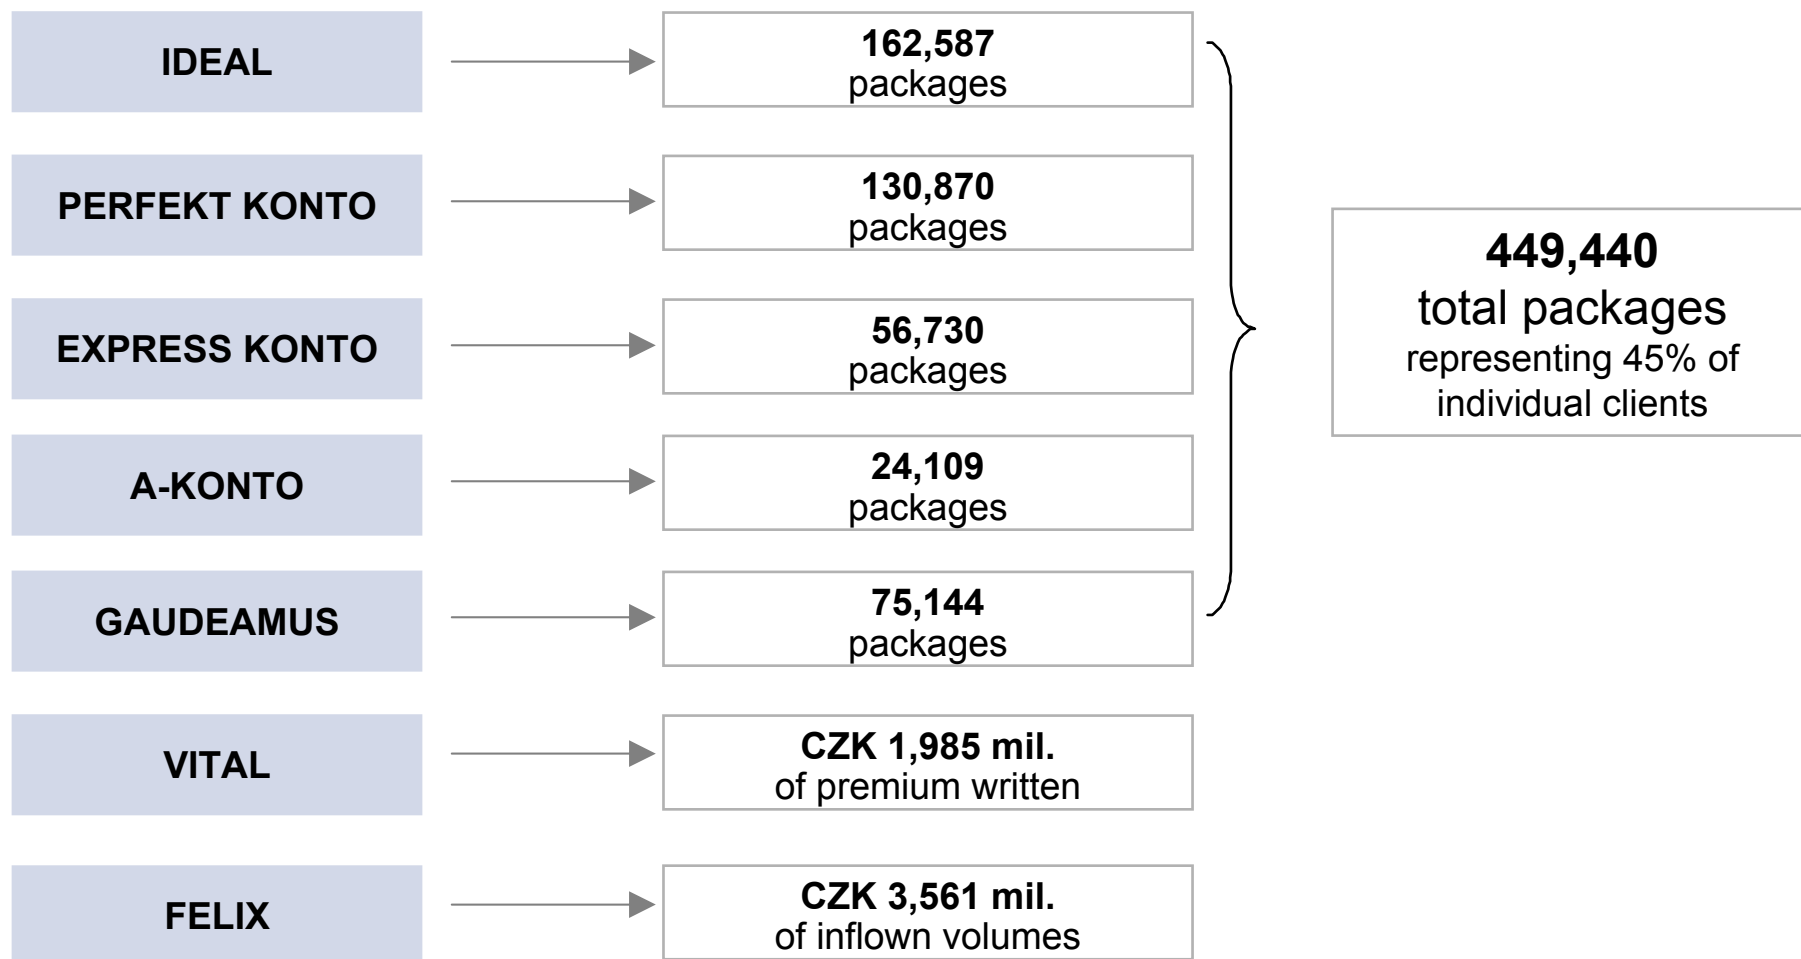 IDEAL
162,587
packages
PERFEKT KONTO
130,870
packages
EXPRESS KONTO
56,730
packages
A-KONTO
24,109
packages
GAUDEAMUS
75,144
packages
449,440
total packages
representing 45% of
individual clients
VITAL
CZK 1,985 mil.
of premium written
FELIX
CZK 3,561 mil.
of inflown volumes